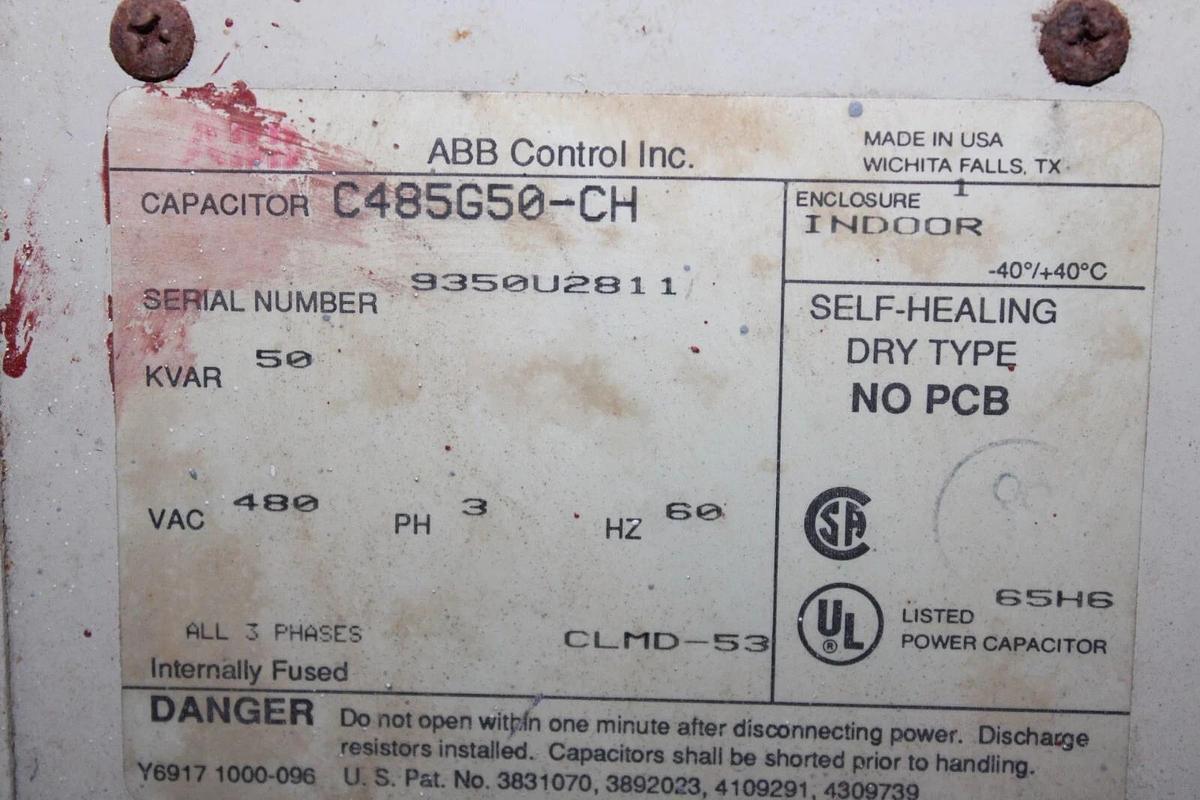 ABB Control Inc.
MADE IN USA
WICHITA FALLS, TX
CAPACITOR C485G50-CH
ENCLOSURE 1
INDOOR
-40°/+40°C
SERIAL NUMBER 9350U2811
KVAR 50
SELF-HEALING
DRY TYPE
NO PCB
VAC 480 PH 3 HZ 60
CSA
ALL 3 PHASES
CLMD-53
Internally Fused
UL ® LISTED 65H6
POWER CAPACITOR
DANGER Do not open within one minute after disconnecting power. Discharge
resistors installed. Capacitors shall be shorted prior to handling.
Y6917 1000-096 U. S. Pat. No. 3831070, 3892023, 4109291, 4309739